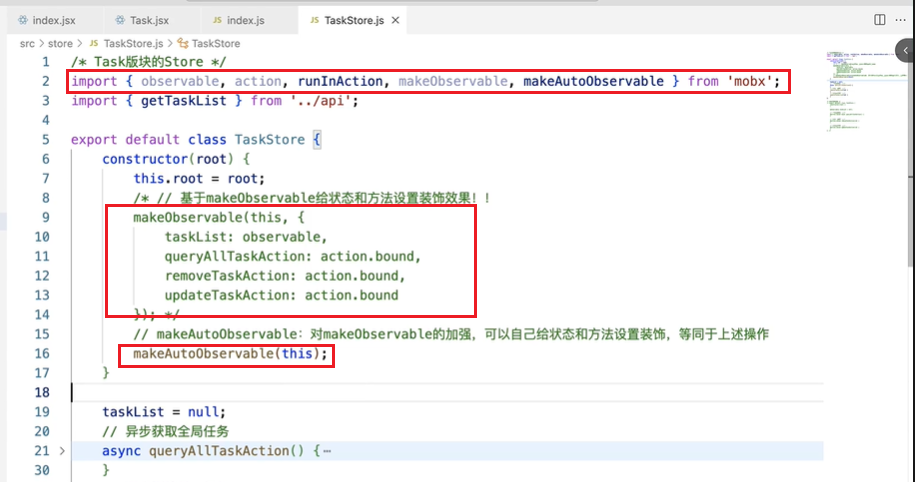 index.jsx
Task.jsx
JS index.js
JS TaskStore.js
src > store > JS TaskStore.js > TaskStore
1 /* Task版块的Store */
2 import { observable, action, runInAction, makeObservable, makeAutoObservable } from 'mobx';
3 import { getTaskList } from '../api';
4
5 export default class TaskStore {
6 constructor(root) {
7 this.root = root;
8 /* // 基于makeObservable给状态和方法设置装饰效果！！
9 makeObservable(this, {
10 taskList: observable,
11 queryAllTaskAction: action.bound,
12 removeTaskAction: action.bound,
13 updateTaskAction: action.bound
14 }); */
15 // makeAutoObservable：对makeObservable的加强，可以自己给状态和方法设置装饰，等同于上述操作
16 makeAutoObservable(this);
17 }
18
19 taskList = null;
20 // 异步获取全局任务
21 async queryAllTaskAction() {⋯
30 }